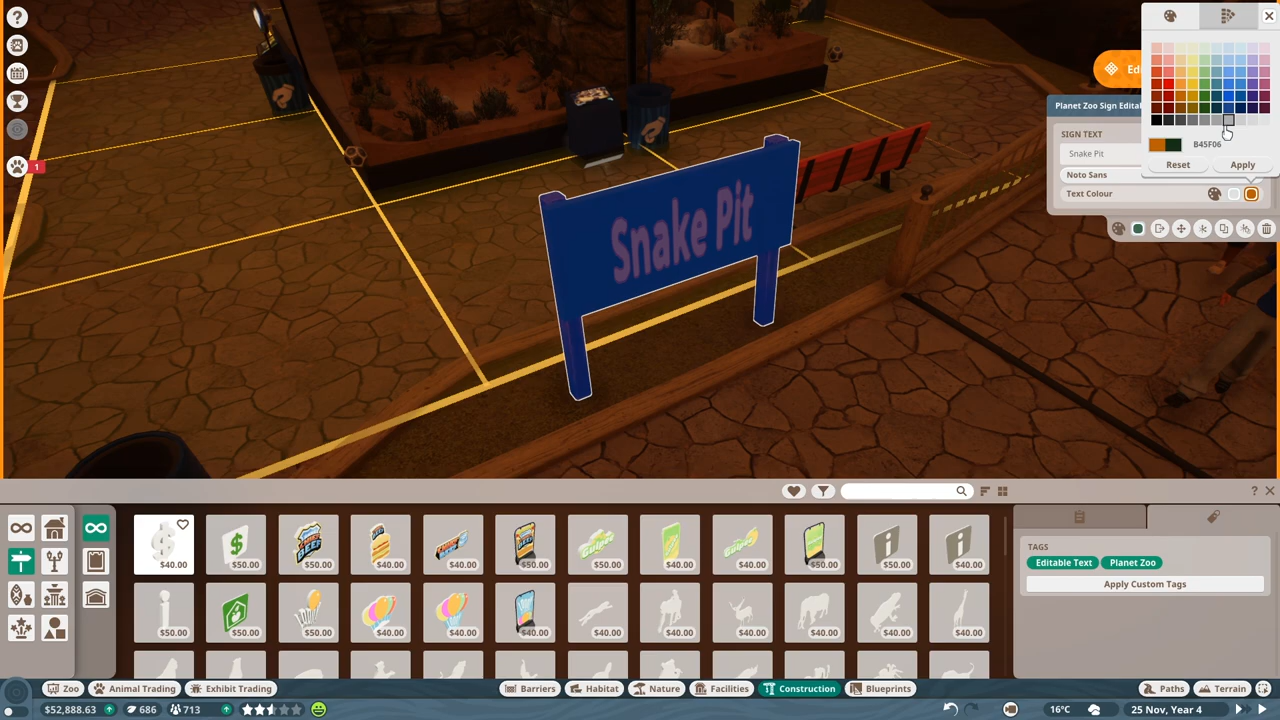 ?
1
Edi
Planet Zoo Sign Editab
SIGN TEXT
Snake Pit
Noto Sans
Text Colour
B45F06
Reset
Apply
Snake Pit
?
$40.00
$50.00
$50.00
$40.00
$40.00
$50.00
$50.00
$40.00
$40.00
$50.00
$50.00
$40.00
$50.00
$40.00
$50.00
$40.00
$40.00
$40.00
$40.00
$40.00
$40.00
$40.00
$40.00
$40.00
TAGS
Editable Text
Planet Zoo
Apply Custom Tags
Zoo
Animal Trading
Exhibit Trading
Barriers
Habitat
Nature
Facilities
Construction
Blueprints
Paths
Terrain
$52,888.63
686
713
16°C
25 Nov, Year 4